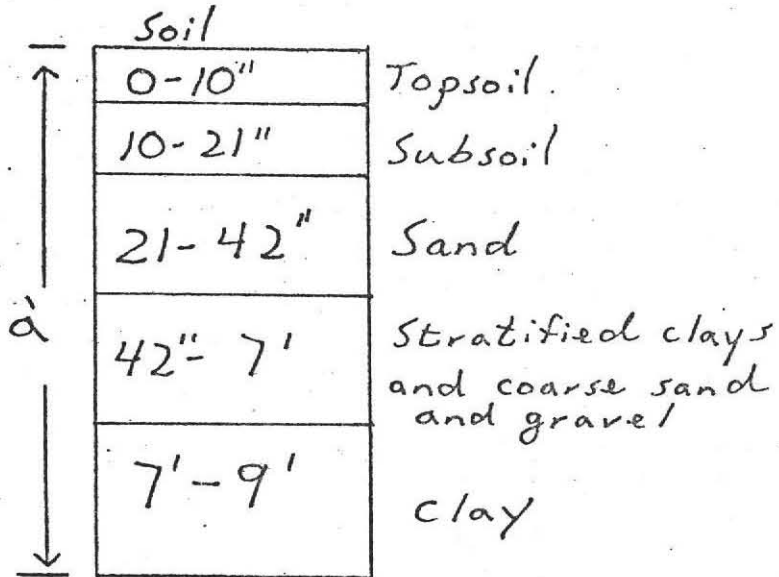 Soil
0-10" Topsoil.
10-21" Subsoil
21-42" Sand
42"-7' Stratified clays
and coarse sand
and gravel
7'-9' clay